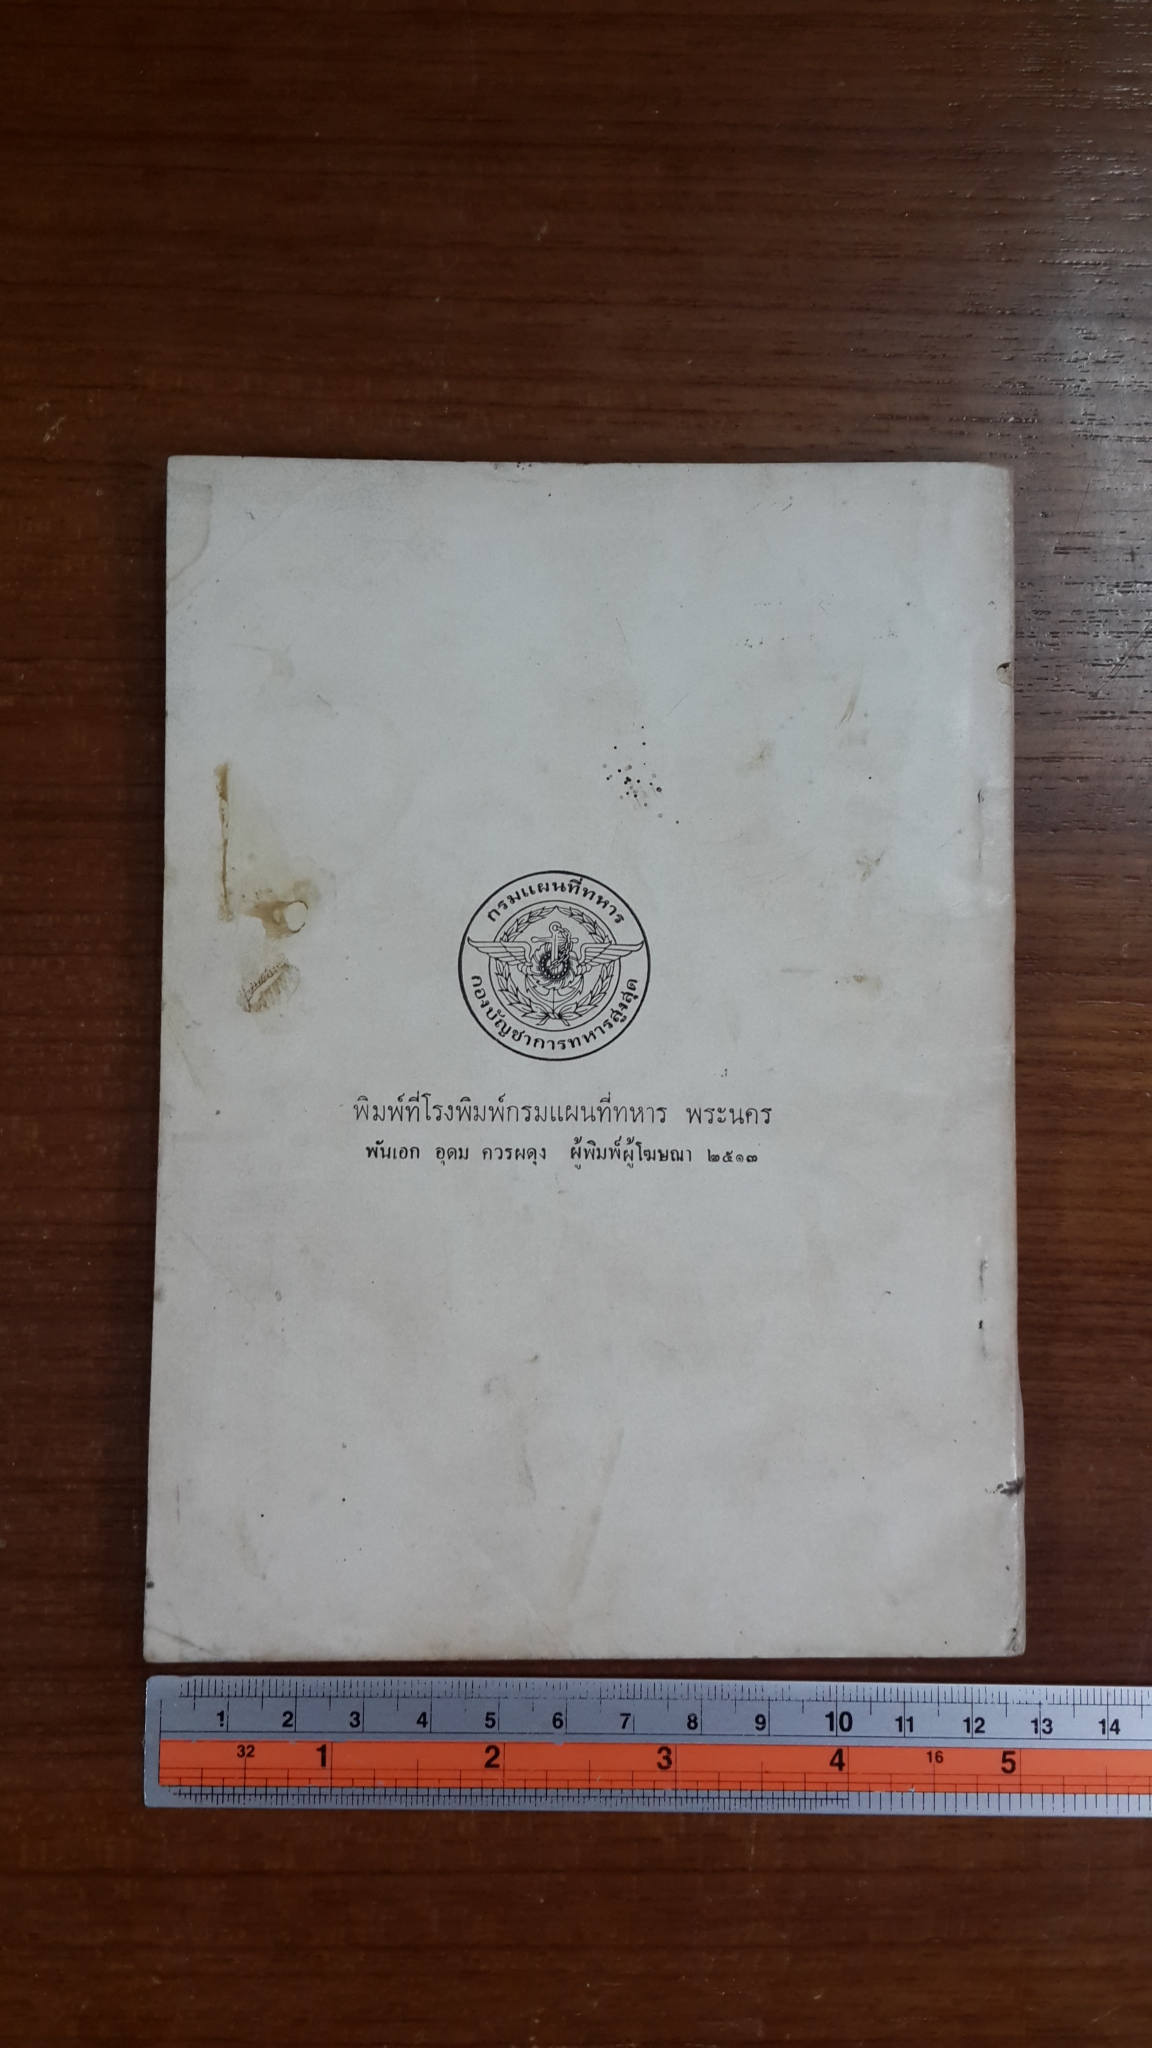 กรมแผนที่ทหาร
กองบัญชาการทหารสูงสุด
พิมพ์ที่โรงพิมพ์กรมแผนที่ทหาร พระนคร
พันเอก อุดม ควรผดุง ผู้พิมพ์ผู้โฆษณา ๒๕๑๓
1 2 3 4 5 6 7 8 9 10 11 12 13 14
32 1 2 3 4 16 5